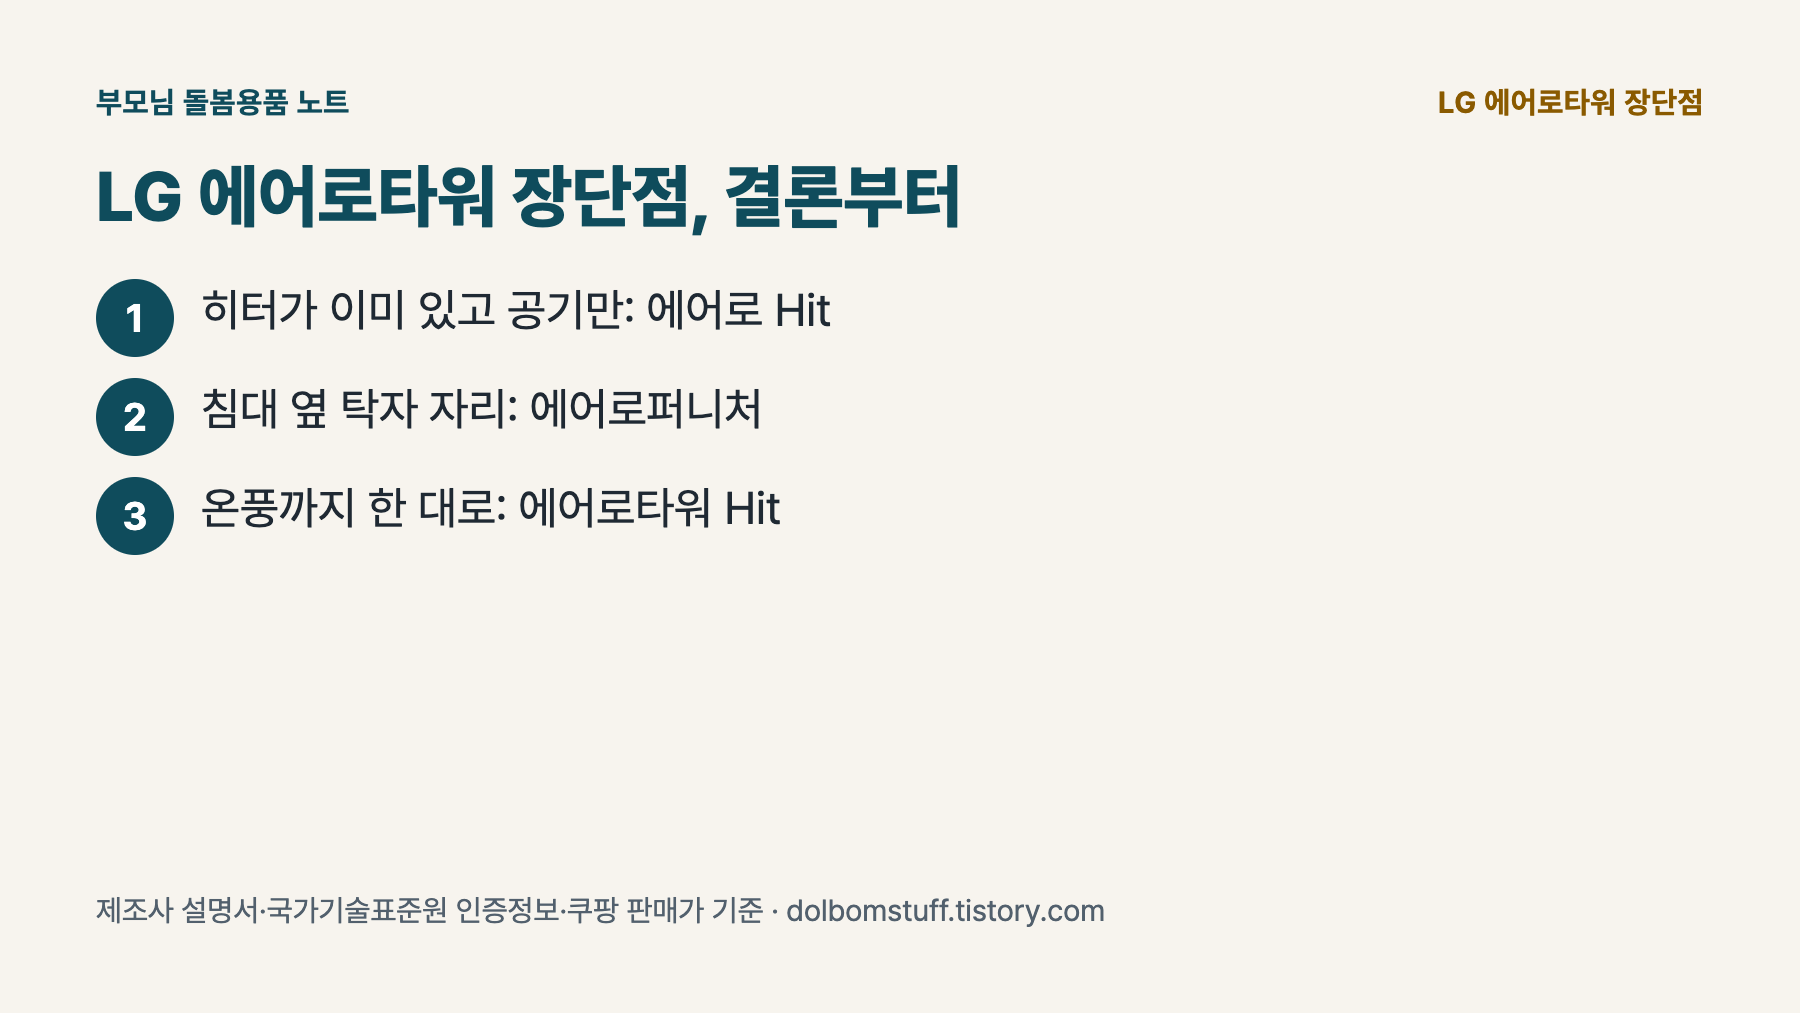 부모님 돌봄용품 노트
LG 에어로타워 장단점
LG 에어로타워 장단점, 결론부터
1 히터가 이미 있고 공기만: 에어로 Hit
2 침대 옆 탁자 자리: 에어로퍼니처
3 온풍까지 한 대로: 에어로타워 Hit
제조사 설명서·국가기술표준원 인증정보·쿠팡 판매가 기준 · dolbomstuff.tistory.com